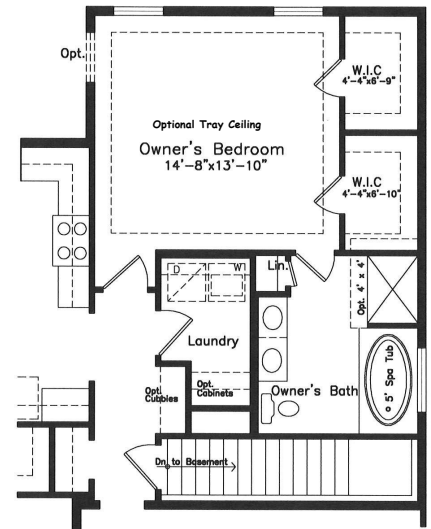 Opt.
W.I.C
4'-4"x6'-9"
Optional Tray Ceiling
Owner's Bedroom
14'-8"x13'-10"
W.I.C
4'-4"x6'-10"
D
W
Lin.
Opt. 4' x 4'
Laundry
Opt.
Cubbies
Opt.
Cabinets
Owner's Bath
5' Spa Tub
Dn. to Basement